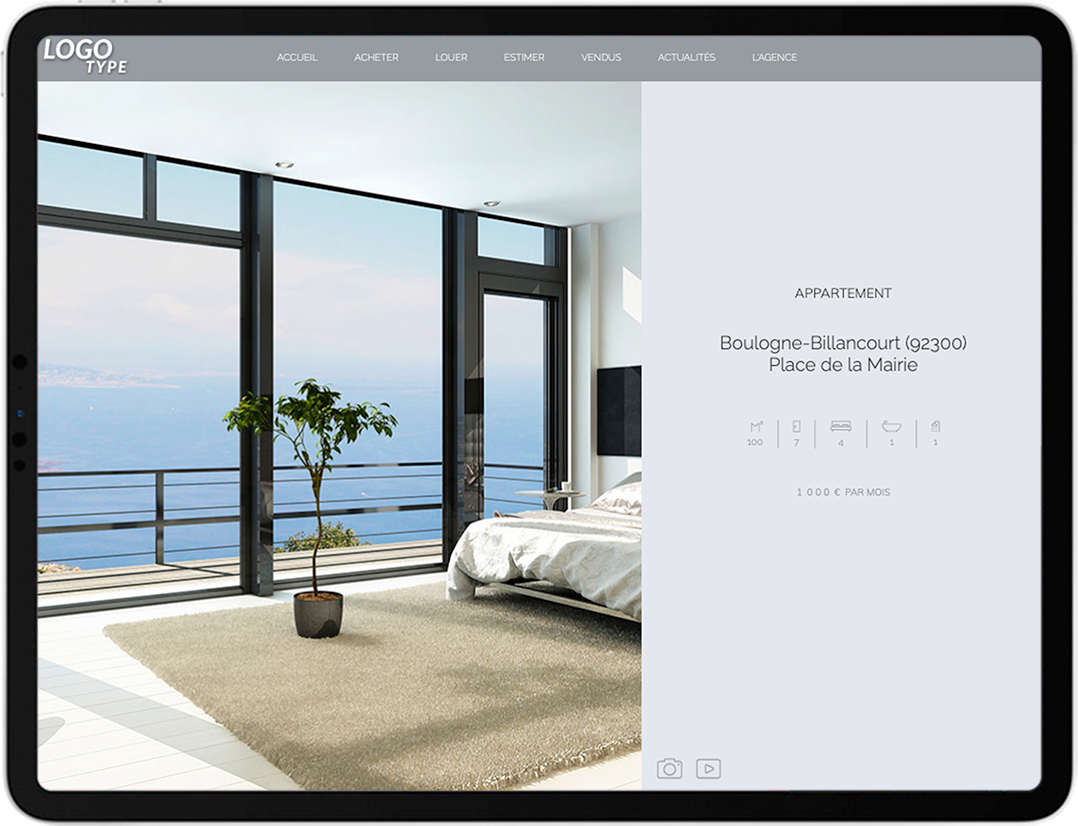 LOGO
TYPE
ACCUEIL ACHETER LOUER ESTIMER VENDUS ACTUALITÉS L'AGENCE
APPARTEMENT
Boulogne-Billancourt (92300)
Place de la Mairie
100 7 4 1 1
1 000 € PAR MOIS